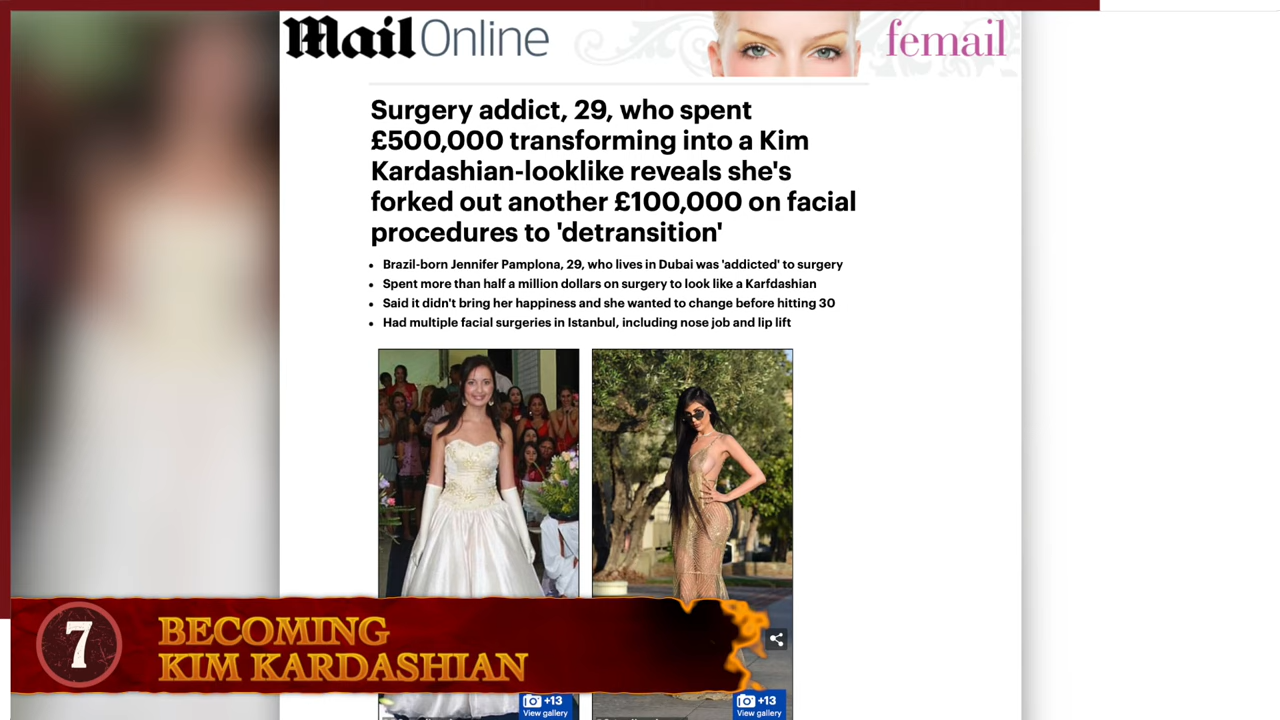 Mail Online
femail
Surgery addict, 29, who spent
£500,000 transforming into a Kim
Kardashian-looklike reveals she's
forked out another £100,000 on facial
procedures to 'detransition'
• Brazil-born Jennifer Pamplona, 29, who lives in Dubai was 'addicted' to surgery
• Spent more than half a million dollars on surgery to look like a Karfdashian
• Said it didn't bring her happiness and she wanted to change before hitting 30
• Had multiple facial surgeries in Istanbul, including nose job and lip lift
7
BECOMING
KIM KARDASHIAN
+13
View gallery
+13
View gallery